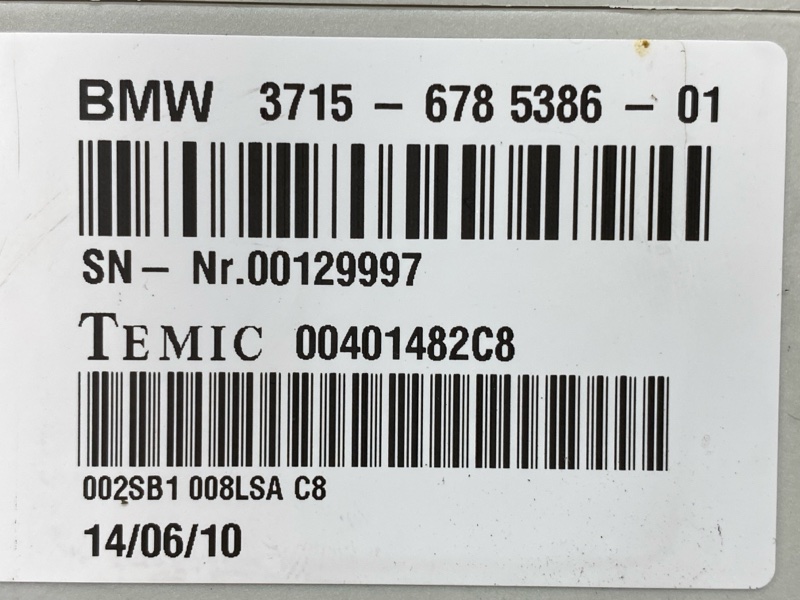 BMW 3715 - 678 5386 - 01
SN - Nr.00129997
TEMIC 00401482C8
002SB1 008LSA C8
14/06/10